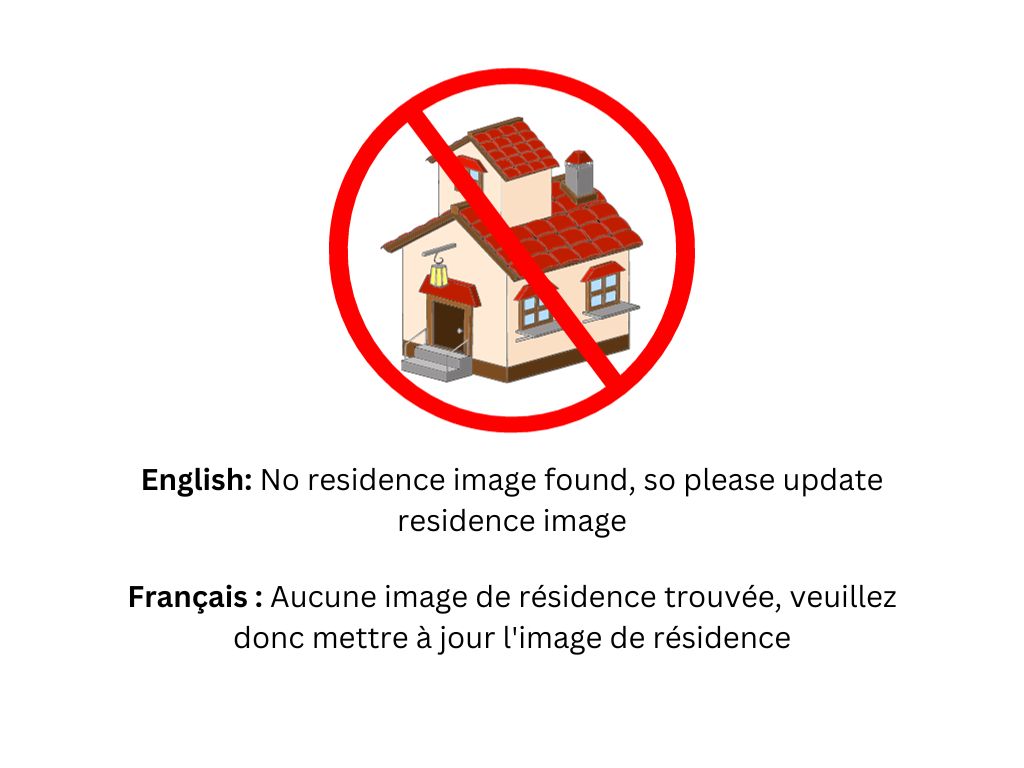 English: No residence image found, so please update
residence image
Français : Aucune image de résidence trouvée, veuillez
donc mettre à jour l'image de résidence